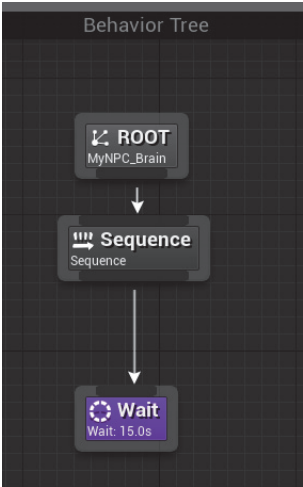 Behavior Tree
ROOT
MyNPC_Brain
Sequence
Sequence
Wait
Wait: 15.0s